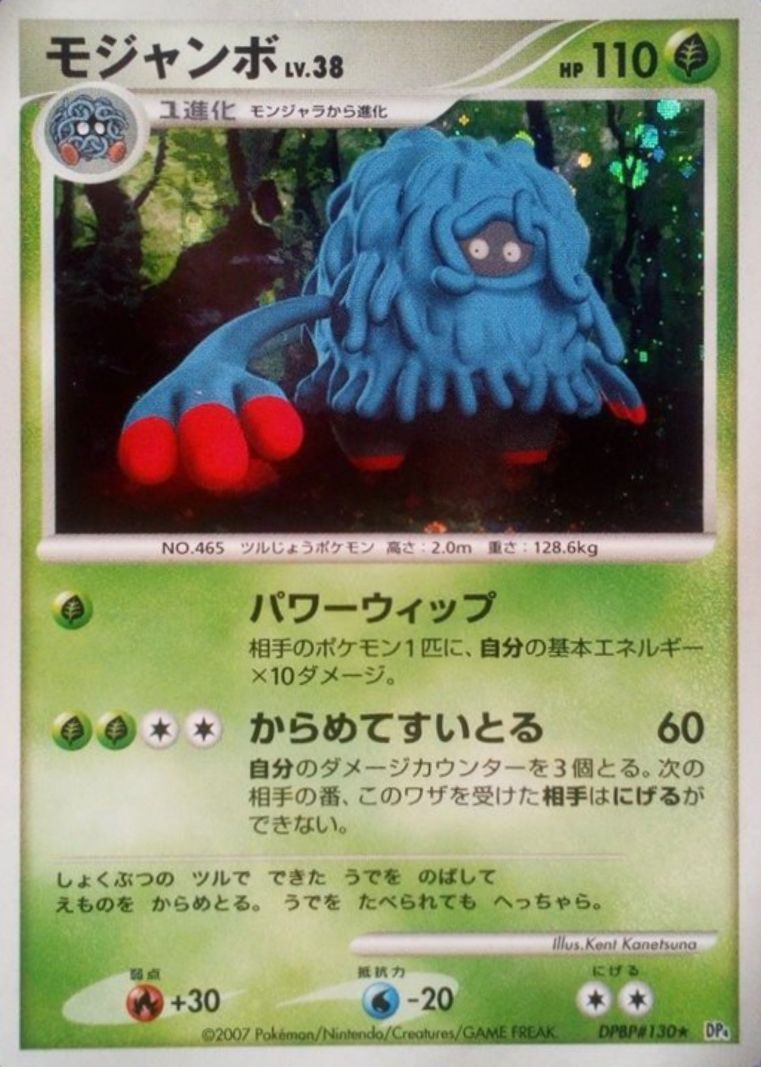 モジャンボ LV.38 HP 110
1進化 モンジャラから進化
NO.465 ツルじょうポケモン 高さ：2.0m 重さ：128.6kg
パワーウィップ
相手のポケモン1匹に、自分の基本エネルギー
×10ダメージ。
からめてすいとる 60
自分のダメージカウンターを3個とる。次の
相手の番、このワザを受けた相手はにげるが
できない。
しょくぶつの ツルで できた うでを のばして
えものを からめとる。 うでを たべられても へっちゃら。
Illus.Kent Kanetsuna
弱点 抵抗力 にげる
+30 -20
©2007 Pokémon/Nintendo/Creatures/GAME FREAK. DPBP#130★ DP4